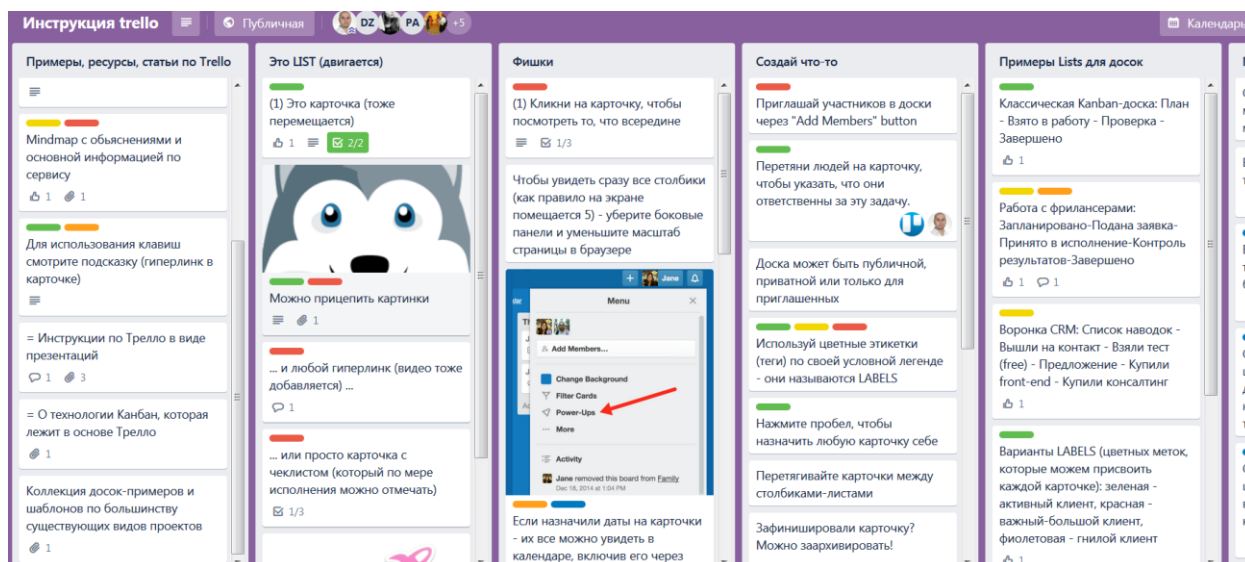 Инструкция trello
Публичная
DZ
PA
+5
Календарь
Примеры, ресурсы, статьи по Trello
Mindmap с обьяснениями и
основной информацией по
сервису
1 1
Для использования клавиш
смотрите подсказку (гиперлинк в
карточке)
= Инструкции по Трелло в виде
презентаций
1 3
= О технологии Канбан, которая
лежит в основе Трелло
1
Коллекция досок-примеров и
шаблонов по большинству
существующих видов проектов
1
Это LIST (двигается)
(1) Это карточка (тоже
перемещается)
1 2/2
Можно прицепить картинки
1
... и любой гиперлинк (видео тоже
добавляется) ...
1
... или просто карточка с
чеклистом (который по мере
исполнения можно отмечать)
1/3
Фишки
(1) Кликни на карточку, чтобы
посмотреть то, что всередине
1/3
Чтобы увидеть сразу все столбики
(как правило на экране
помещается 5) - уберите боковые
панели и уменьшите масштаб
страницы в браузере
Jane
Menu
Add Members...
Change Background
Filter Cards
Power-Ups
More
Activity
Jane removed this board from Family
Dec 18, 2014 at 1:04 PM
Если назначили даты на карточки
- их все можно увидеть в
календаре, включив его через
Создай что-то
Приглашай участников в доски
через "Add Members" button
Перетяни людей на карточку,
чтобы указать, что они
ответственны за эту задачу.
Доска может быть публичной,
приватной или только для
приглашенных
Используй цветные этикетки
(теги) по своей условной легенде
- они называются LABELS
Нажмите пробел, чтобы
назначить любую карточку себе
Перетягивайте карточки между
столбиками-листами
Зафинишировали карточку?
Можно заархивировать!
Примеры Lists для досок
Классическая Kanban-доска: План
- Взято в работу - Проверка -
Завершено
1
Работа с фрилансерами:
Запланировано-Подана заявка-
Принято в исполнение-Контроль
результатов-Завершено
1 1
Воронка CRM: Список наводок -
Вышли на контакт - Взяли тест
(free) - Предложение - Купили
front-end - Купили консалтинг
1
Варианты LABELS (цветных меток,
которые можем присвоить
каждой карточке): зеленая -
активный клиент, красная -
важный-большой клиент,
фиолетовая - гнилой клиент
1